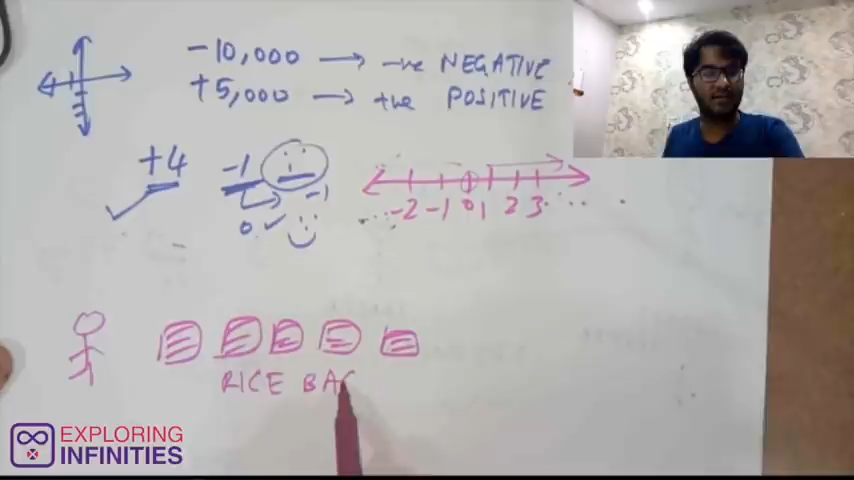 -10,000 → -ve NEGATIVE
+5,000 → +ve POSITIVE
+4 -1
-1
0 ✓
-2 -1 0 1 2 3
RICE BAG
EXPLORING
INFINITIES